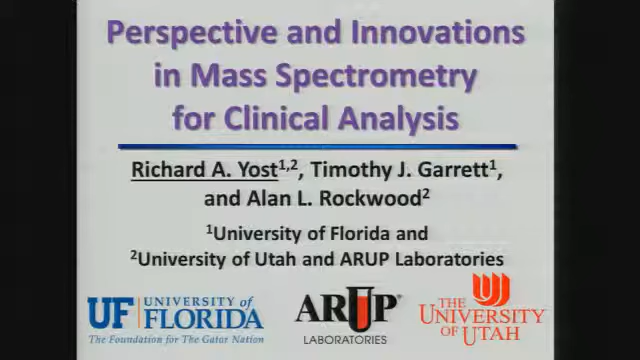 Perspective and Innovations
in Mass Spectrometry
for Clinical Analysis
Richard A. Yost1,2, Timothy J. Garrett1,
and Alan L. Rockwood2
1University of Florida and
2University of Utah and ARUP Laboratories
UF UNIVERSITY of
FLORIDA
The Foundation for The Gator Nation
ARUP®
LABORATORIES
THE
UNIVERSITY
OF UTAH